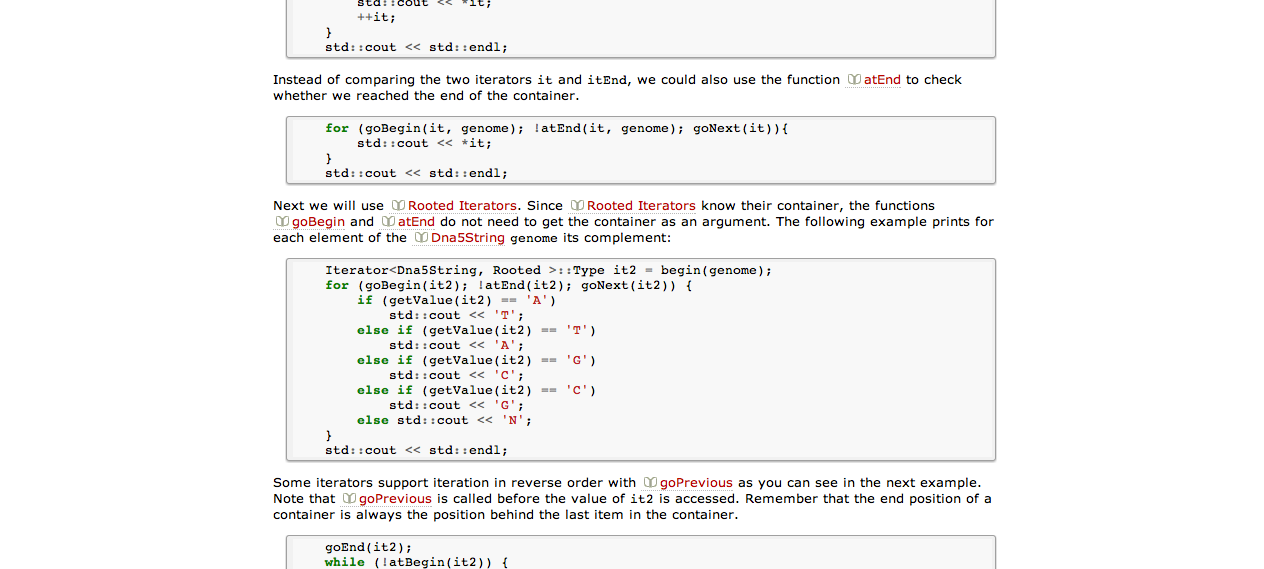 std::cout << *it;
++it;
}
std::cout << std::endl;
Instead of comparing the two iterators it and itEnd, we could also use the function atEnd to check
whether we reached the end of the container.
for (goBegin(it, genome); !atEnd(it, genome); goNext(it)){
std::cout << *it;
}
std::cout << std::endl;
Next we will use Rooted Iterators. Since Rooted Iterators know their container, the functions
goBegin and atEnd do not need to get the container as an argument. The following example prints for
each element of the Dna5String genome its complement:
Iterator<Dna5String, Rooted >::Type it2 = begin(genome);
for (goBegin(it2); !atEnd(it2); goNext(it2)) {
if (getValue(it2) == 'A')
std::cout << 'T';
else if (getValue(it2) == 'T')
std::cout << 'A';
else if (getValue(it2) == 'G')
std::cout << 'C';
else if (getValue(it2) == 'C')
std::cout << 'G';
else std::cout << 'N';
}
std::cout << std::endl;
Some iterators support iteration in reverse order with goPrevious as you can see in the next example.
Note that goPrevious is called before the value of it2 is accessed. Remember that the end position of a
container is always the position behind the last item in the container.
goEnd(it2);
while (!atBegin(it2)) {